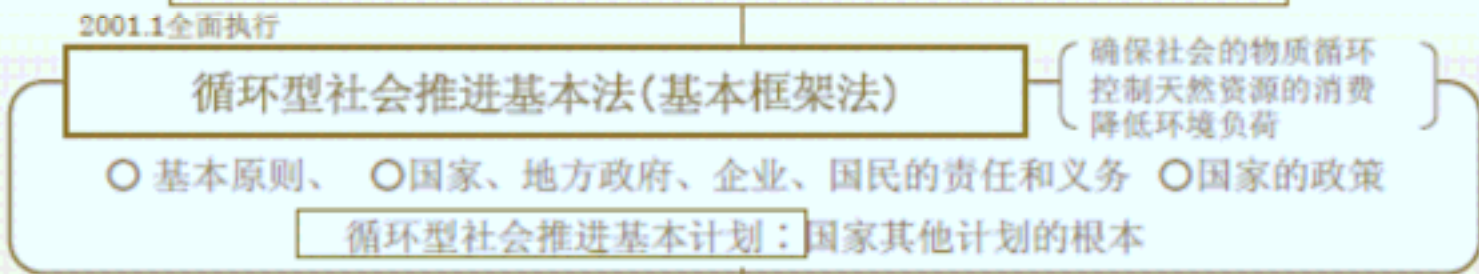 2001.1全面执行
循环型社会推进基本法(基本框架法)
确保社会的物质循环
控制天然资源的消费
降低环境负荷
○ 基本原则、 ○国家、地方政府、企业、国民的责任和义务 ○国家的政策
循环型社会推进基本计划：国家其他计划的根本